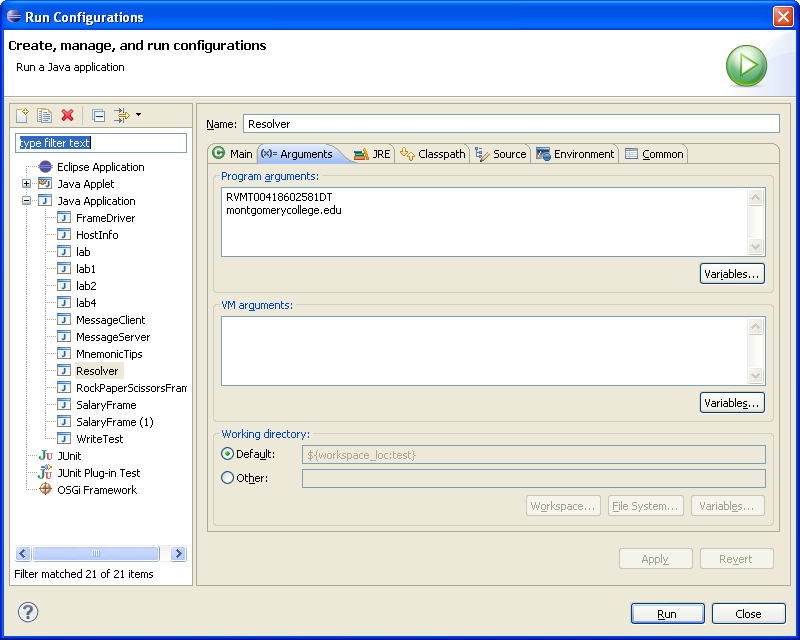 Run Configurations
Create, manage, and run configurations
Run a Java application
type filter text
Eclipse Application
Java Applet
Java Application
FrameDriver
HostInfo
lab
lab1
lab2
lab4
MessageClient
MessageServer
MnemonicTips
Resolver
RockPaperScissorsFram
SalaryFrame
SalaryFrame (1)
WriteTest
JUnit
JUnit Plug-in Test
OSGi Framework
Filter matched 21 of 21 items
Name: Resolver
Main (x)= Arguments JRE Classpath Source Environment Common
Program arguments:
RVMT00418602581DT
montgomerycollege.edu
Variables...
VM arguments:
Variables...
Working directory:
Default: ${workspace_loc:test}
Other:
Workspace... File System... Variables...
Apply Revert
Run Close